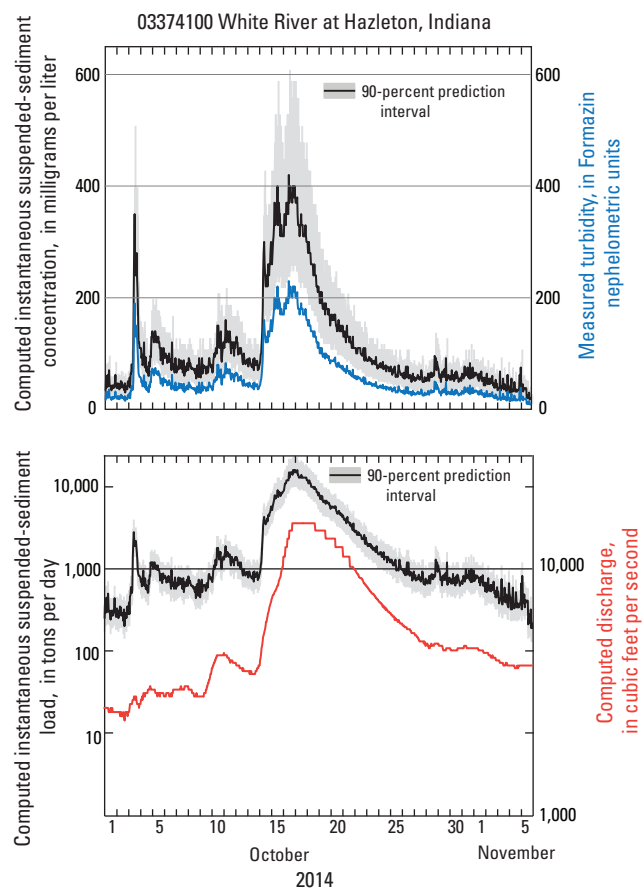 03374100 White River at Hazleton, Indiana
Computed instantaneous suspended-sediment
concentration, in milligrams per liter
600
400
200
0
90-percent prediction
interval
600
400
200
0
Measured turbidity, in Formazin
nephelometric units
Computed instantaneous suspended-sediment
load, in tons per day
10,000
1,000
100
10
90-percent prediction
interval
10,000
1,000
Computed discharge,
in cubic feet per second
1 5 10 15 20 25 30 1 5
October November
2014